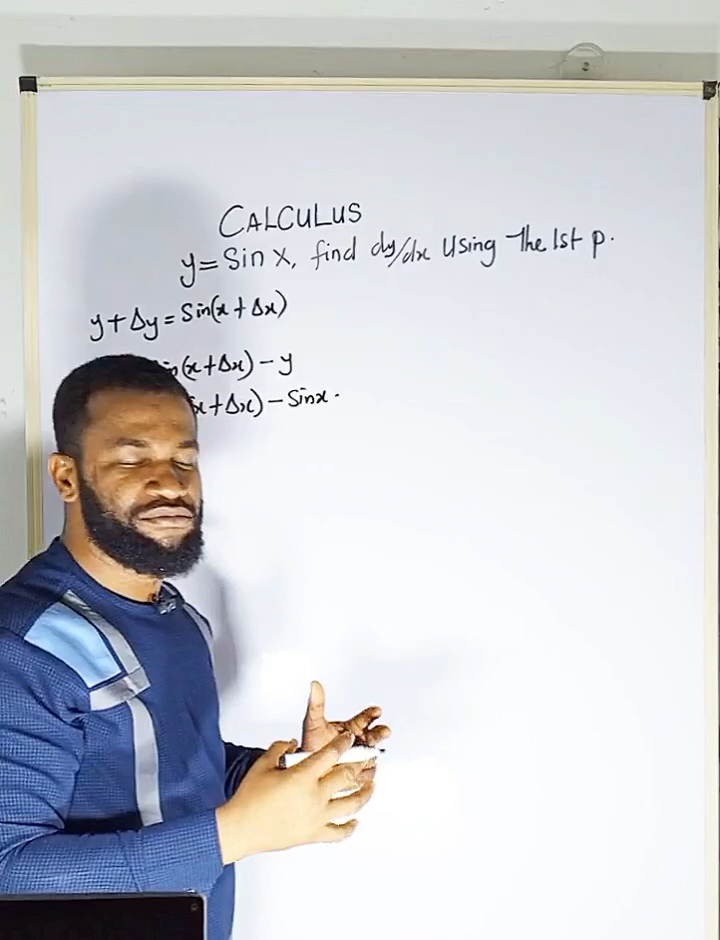 CALCULUS
y = Sin x, find dy/dx Using The 1st p.
y + Δy = Sin(x + Δx)
(x + Δx) - y
x + Δx) - Sinx.